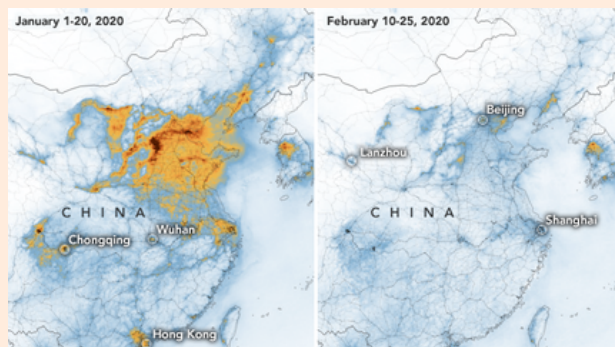 January 1-20, 2020
CHINA
Chongqing
Wuhan
Hong Kong
February 10-25, 2020
Beijing
Lanzhou
CHINA
Shanghai